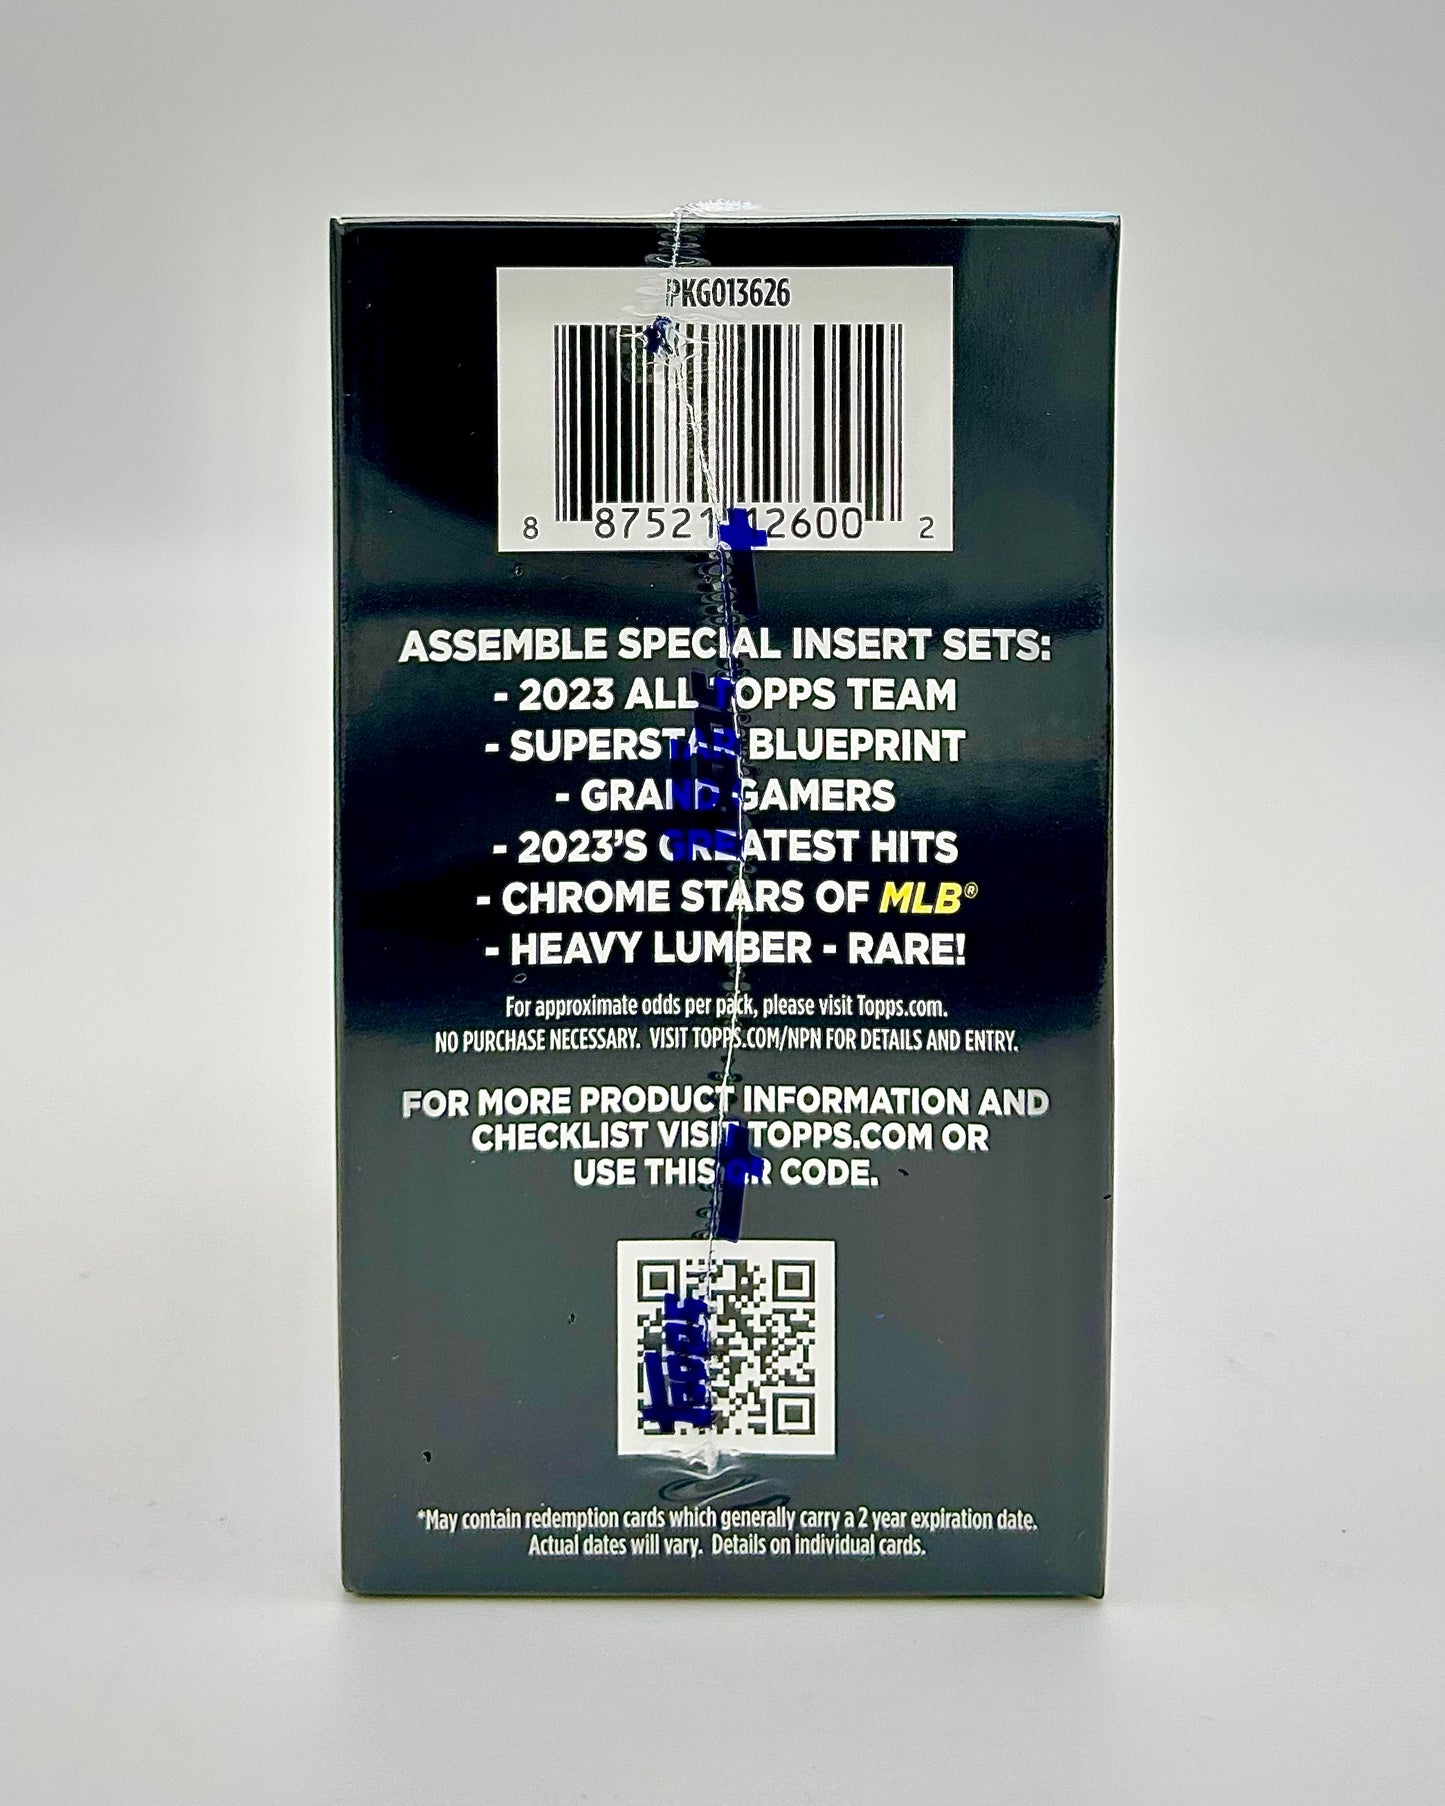 PKG013626
8 87521 12600 2
ASSEMBLE SPECIAL INSERT SETS:
- 2023 ALL TOPPS TEAM
- SUPERSTAR BLUEPRINT
- GRAND GAMERS
- 2023'S GREATEST HITS
- CHROME STARS OF MLB®
- HEAVY LUMBER - RARE!
For approximate odds per pack, please visit Topps.com.
NO PURCHASE NECESSARY. VISIT TOPPS.COM/NPN FOR DETAILS AND ENTRY.
FOR MORE PRODUCT INFORMATION AND
CHECKLIST VISIT TOPPS.COM OR
USE THIS QR CODE.
topps
*May contain redemption cards which generally carry a 2 year expiration date.
Actual dates will vary. Details on individual cards.